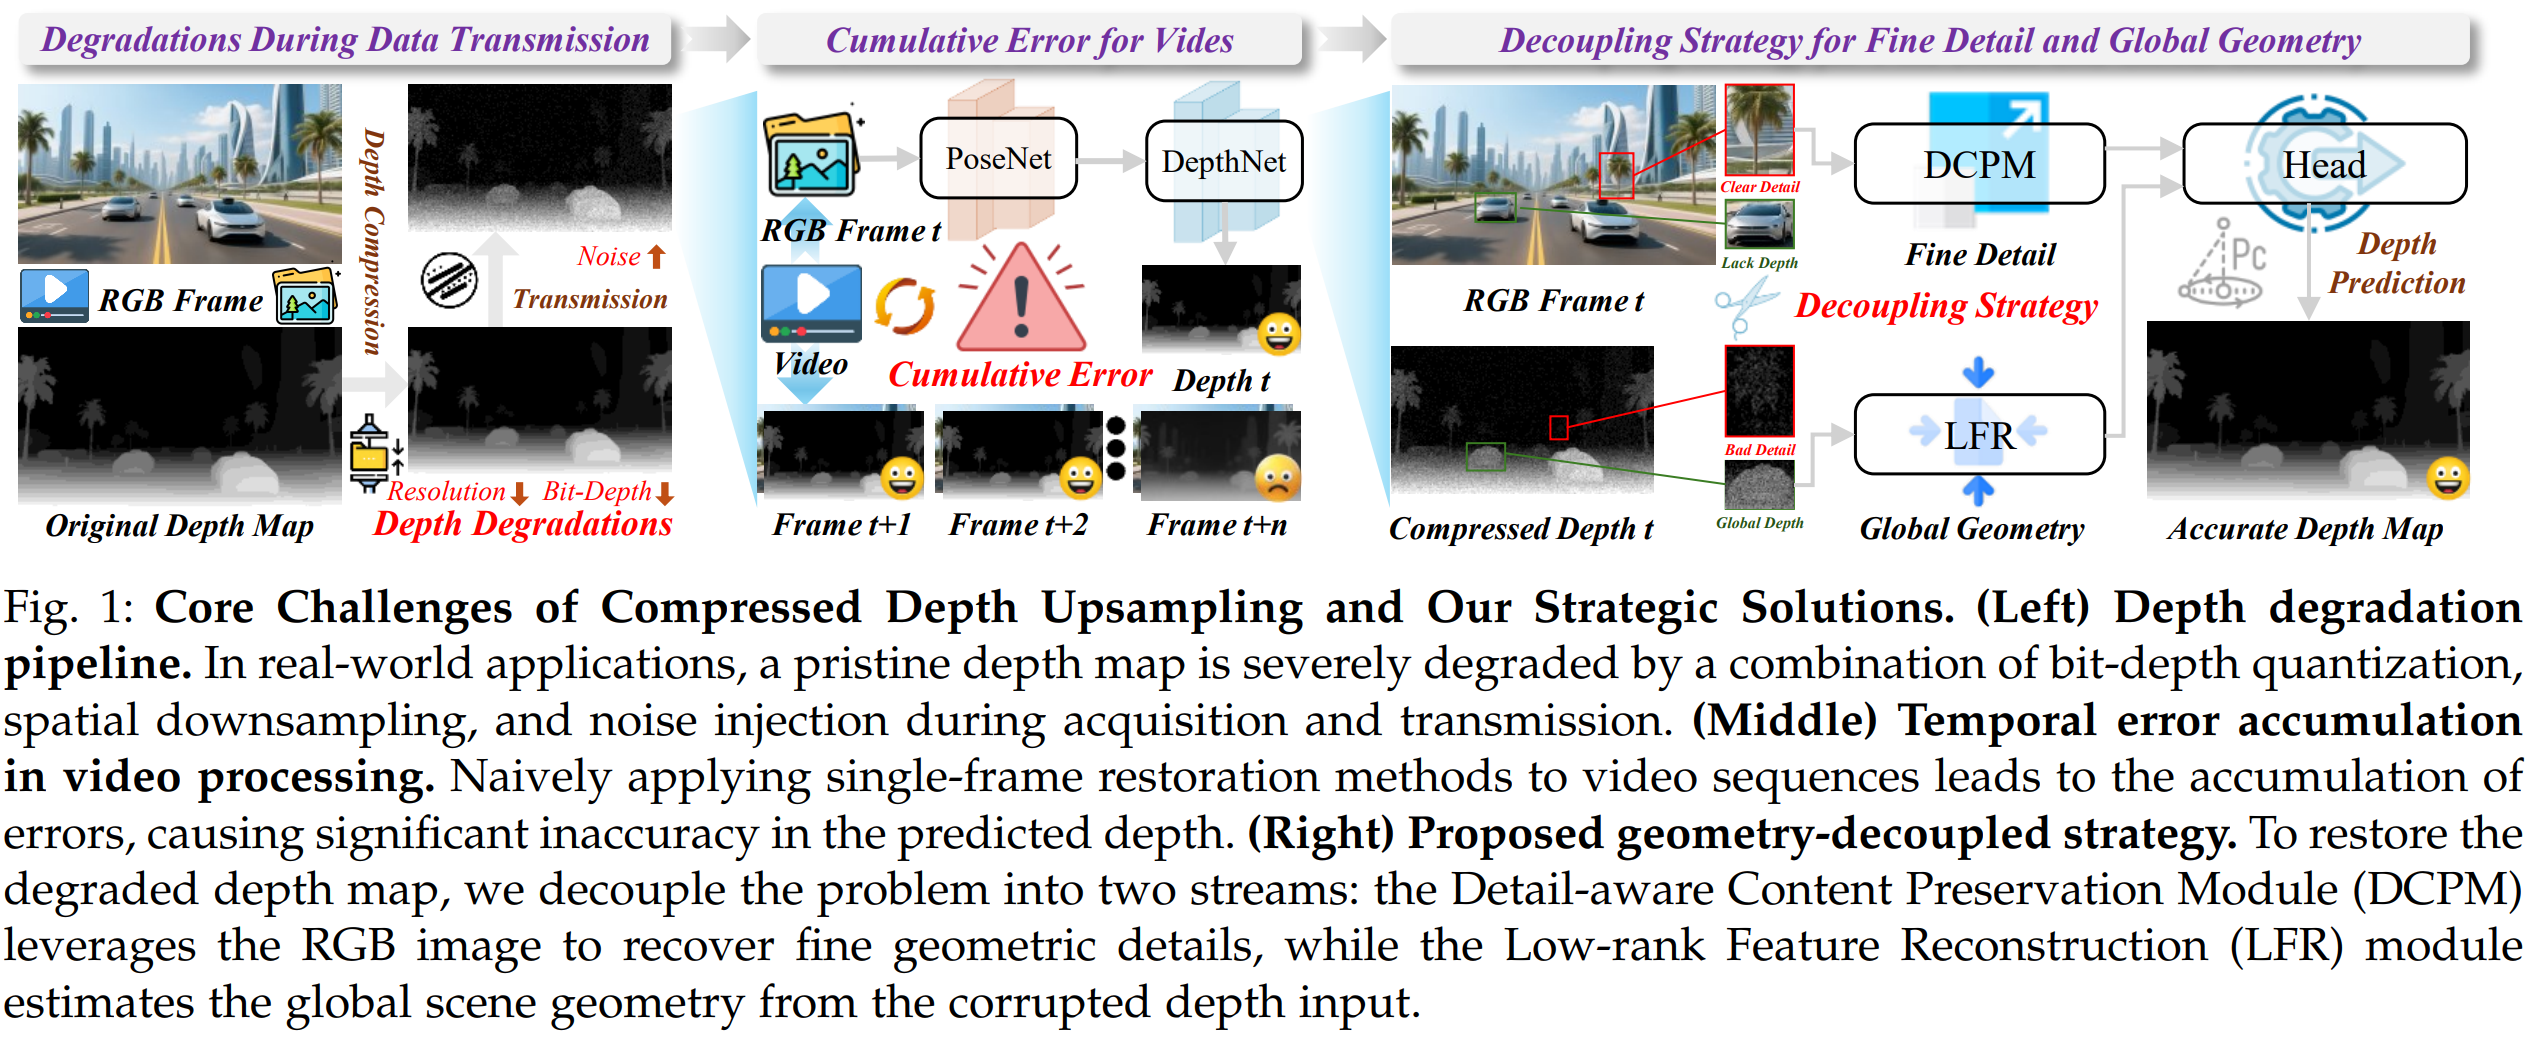 Degradations During Data Transmission
Cumulative Error for Vides
Decoupling Strategy for Fine Detail and Global Geometry
RGB Frame
Depth Compression
Noise
Transmission
Original Depth Map
Resolution
Bit-Depth
Depth Degradations
PoseNet
DepthNet
RGB Frame t
Video
Cumulative Error
Depth t
Frame t+1
Frame t+2
Frame t+n
RGB Frame t
Clear Detail
Lack Depth
DCPM
Fine Detail
Head
Pc
Depth
Prediction
Decoupling Strategy
Compressed Depth t
Bad Detail
Global Depth
LFR
Global Geometry
Accurate Depth Map
Fig. 1: Core Challenges of Compressed Depth Upsampling and Our Strategic Solutions. (Left) Depth degradation
pipeline. In real-world applications, a pristine depth map is severely degraded by a combination of bit-depth quantization,
spatial downsampling, and noise injection during acquisition and transmission. (Middle) Temporal error accumulation
in video processing. Naively applying single-frame restoration methods to video sequences leads to the accumulation of
errors, causing significant inaccuracy in the predicted depth. (Right) Proposed geometry-decoupled strategy. To restore the
degraded depth map, we decouple the problem into two streams: the Detail-aware Content Preservation Module (DCPM)
leverages the RGB image to recover fine geometric details, while the Low-rank Feature Reconstruction (LFR) module
estimates the global scene geometry from the corrupted depth input.